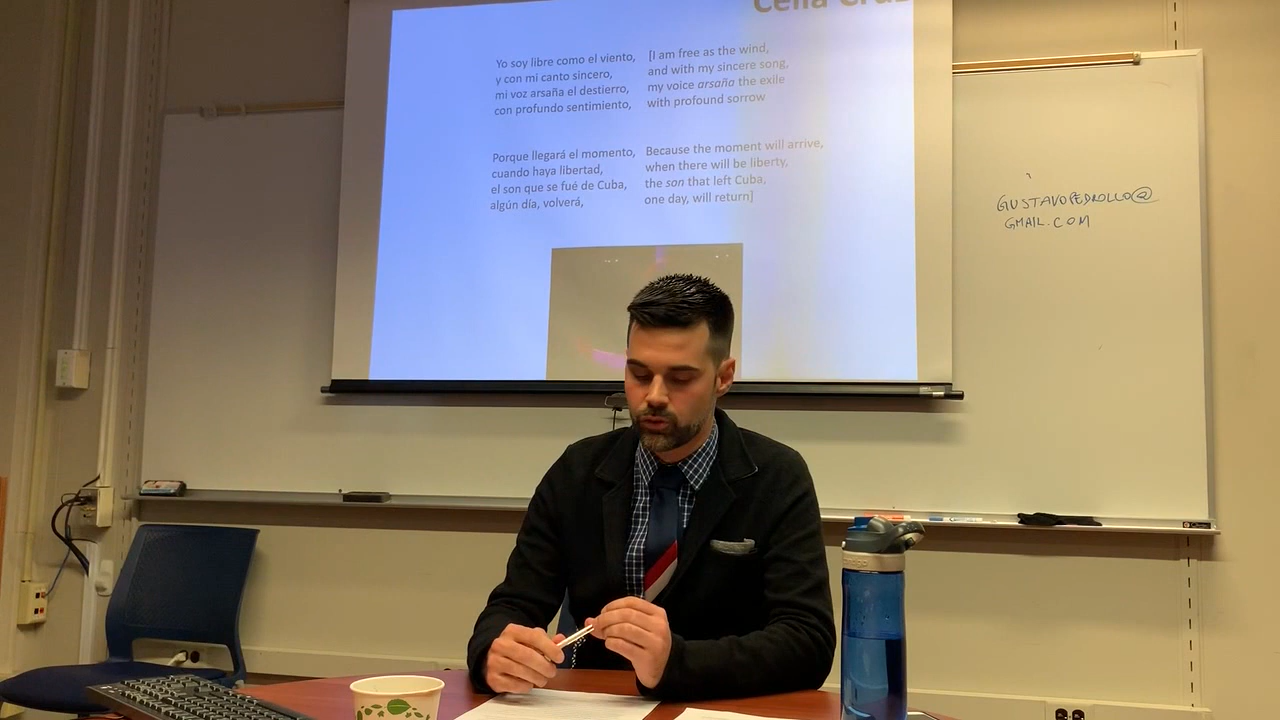 Celia Cruz
Yo soy libre como el viento,
y con mi canto sincero,
mi voz arsaña el destierro,
con profundo sentimiento,
Porque llegará el momento,
cuando haya libertad,
el son que se fué de Cuba,
algún día, volverá,
[I am free as the wind,
and with my sincere song,
my voice arsaña the exile
with profound sorrow
Because the moment will arrive,
when there will be liberty,
the son that left Cuba,
one day, will return]
GUSTAVOPEDROLLO@
GMAIL.COM